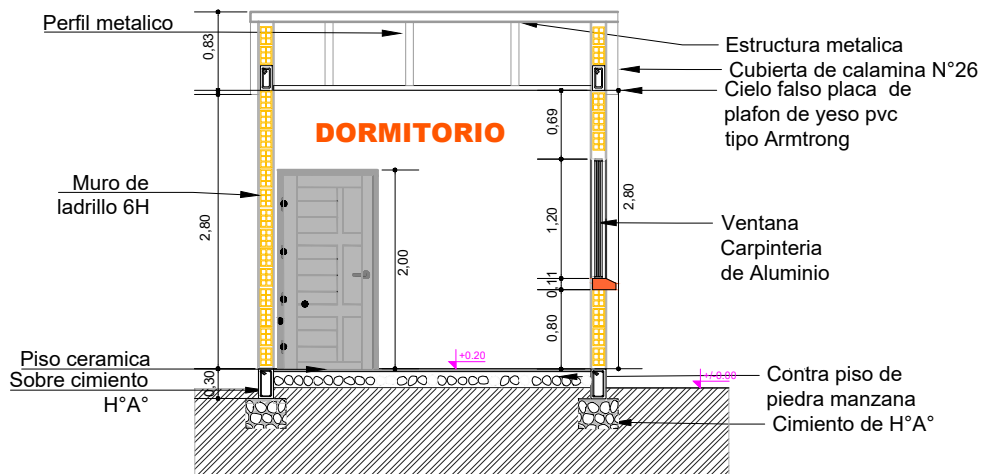 Perfil metalico
0,83
Estructura metalica
Cubierta de calamina N°26
Cielo falso placa de
plafon de yeso pvc
tipo Armtrong
DORMITORIO
0,69
Muro de
ladrillo 6H
2,80
2,00
1,20
2,80
Ventana
Carpinteria
de Aluminio
0,11
0,80
Piso ceramica
+0.20
Sobre cimiento
H°A°
0,30
+/-0.00
Contra piso de
piedra manzana
Cimiento de H°A°